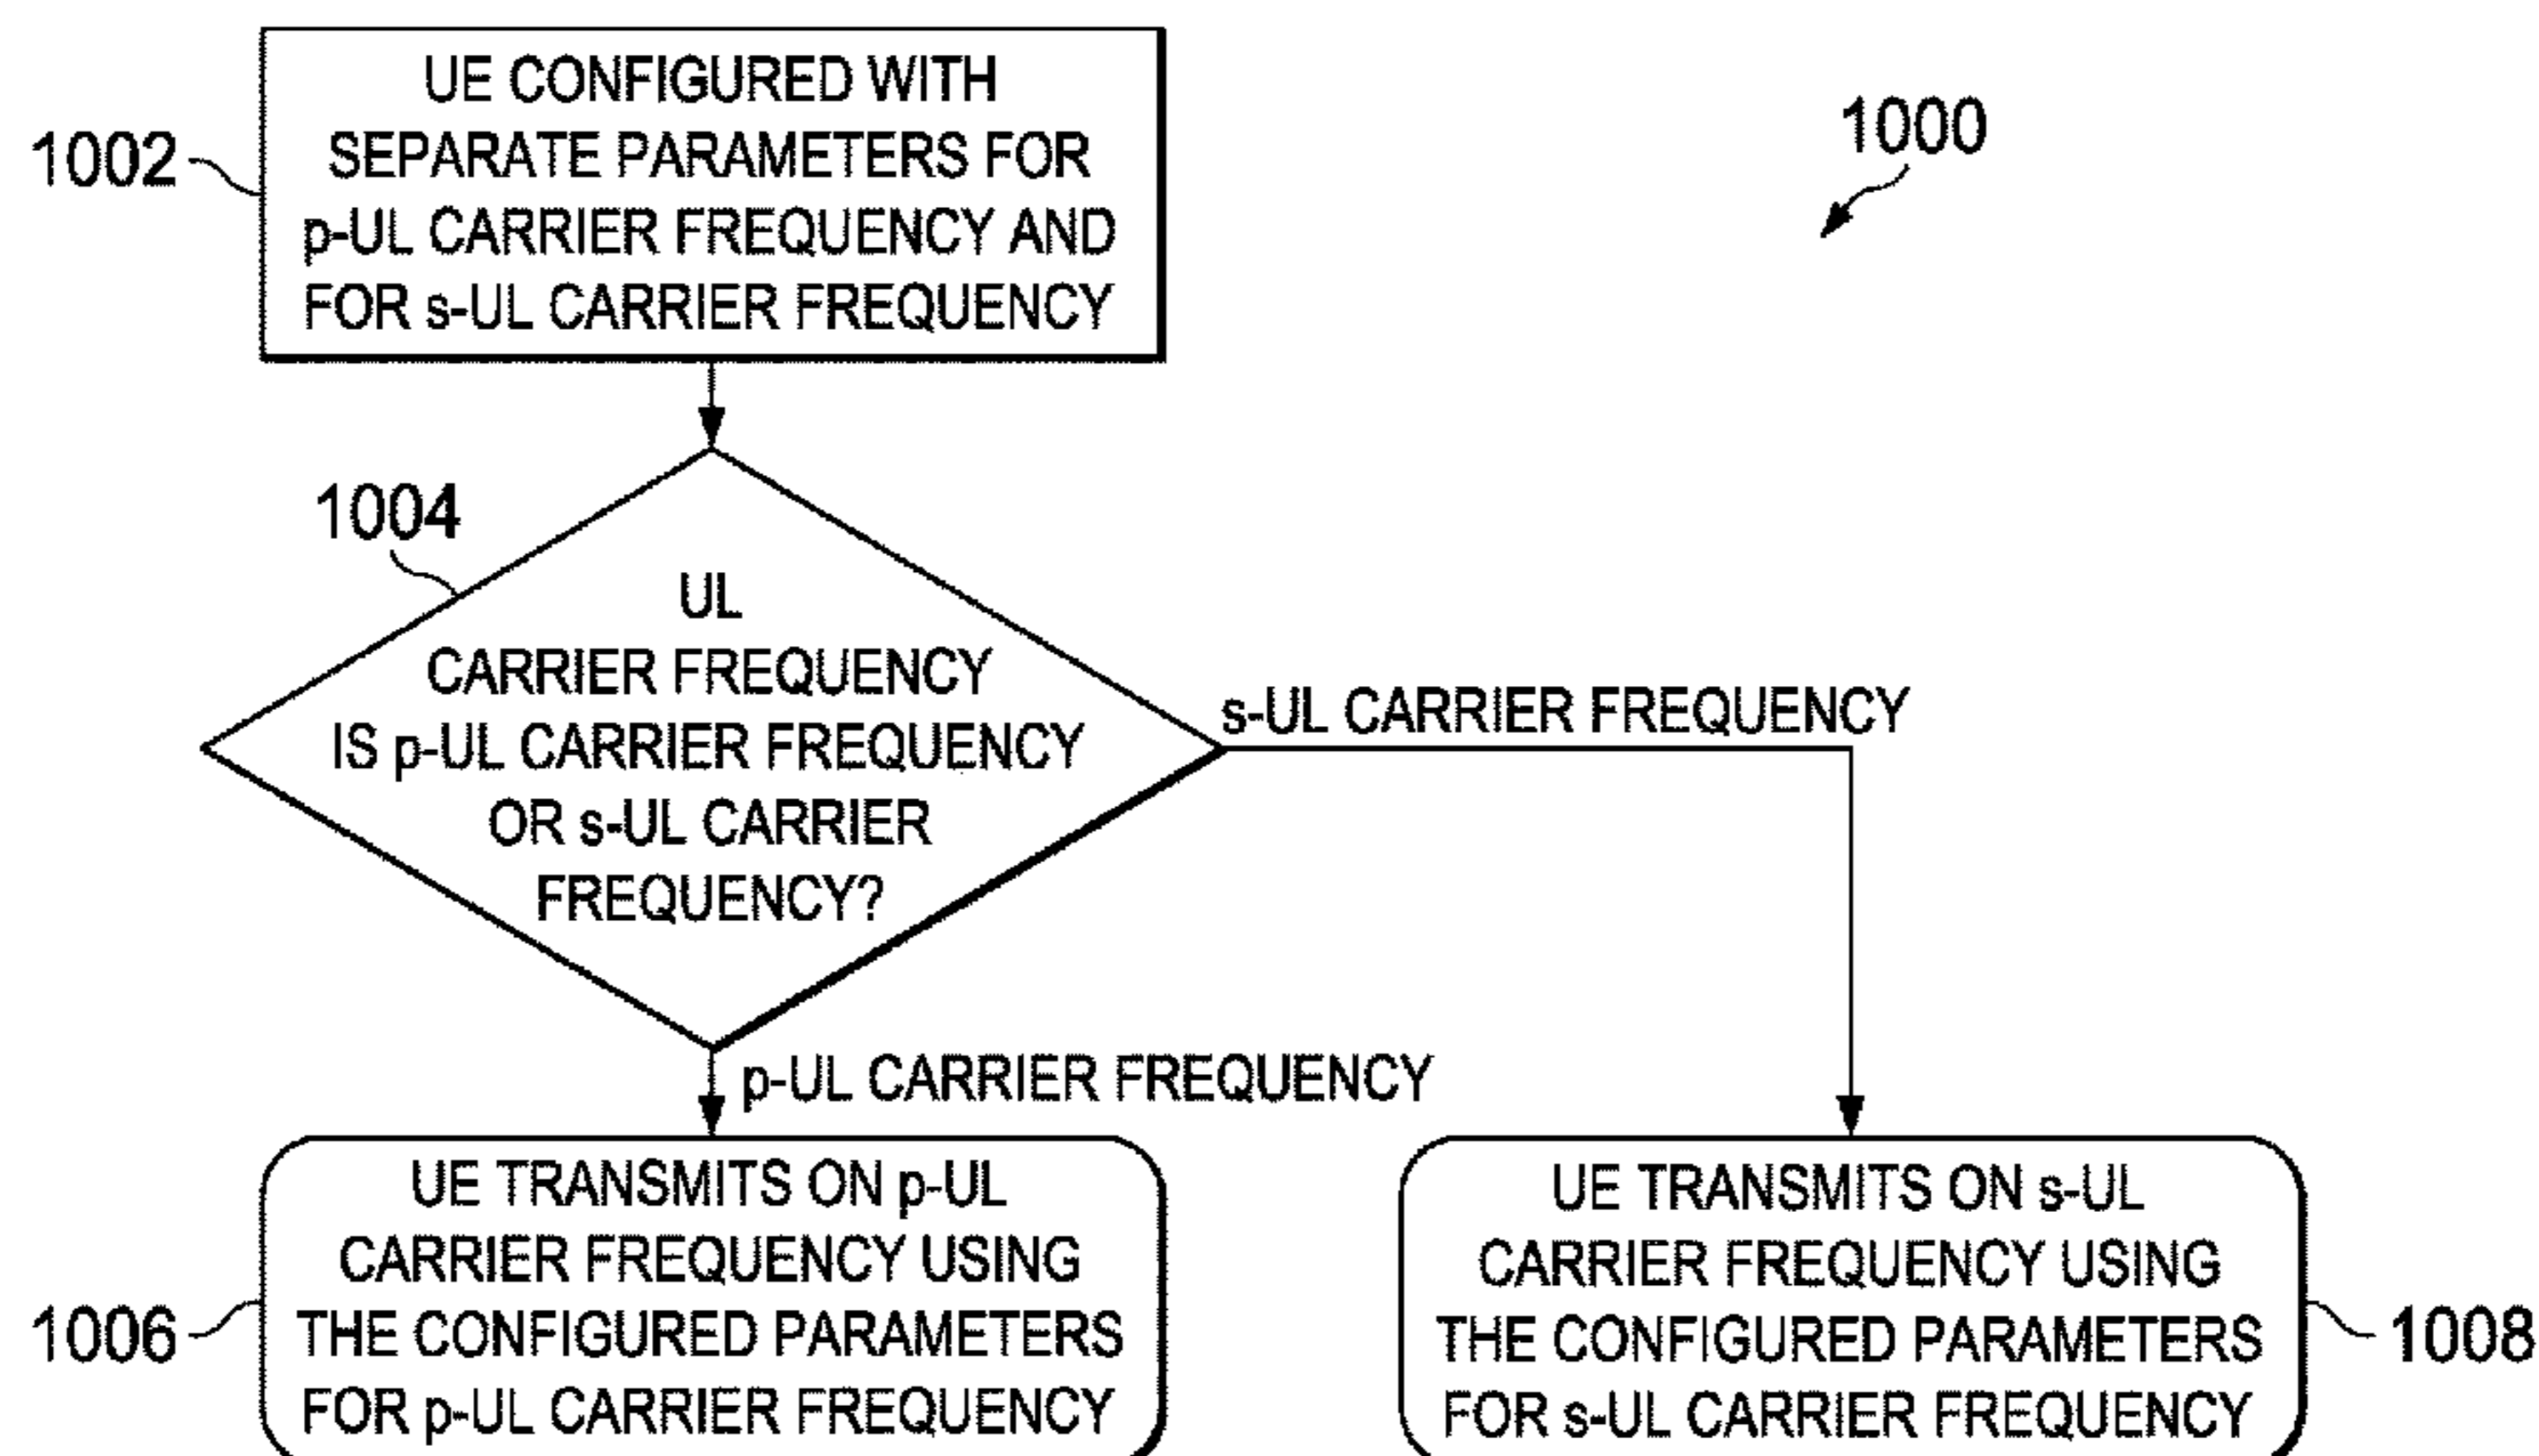 UE CONFIGURED WITH
SEPARATE PARAMETERS FOR
p-UL CARRIER FREQUENCY AND
FOR s-UL CARRIER FREQUENCY
1002
1000
1004
UL
CARRIER FREQUENCY
IS p-UL CARRIER FREQUENCY
OR s-UL CARRIER
FREQUENCY?
s-UL CARRIER FREQUENCY
p-UL CARRIER FREQUENCY
UE TRANSMITS ON p-UL
CARRIER FREQUENCY USING
THE CONFIGURED PARAMETERS
FOR p-UL CARRIER FREQUENCY
1006
UE TRANSMITS ON s-UL
CARRIER FREQUENCY USING
THE CONFIGURED PARAMETERS
FOR s-UL CARRIER FREQUENCY
1008